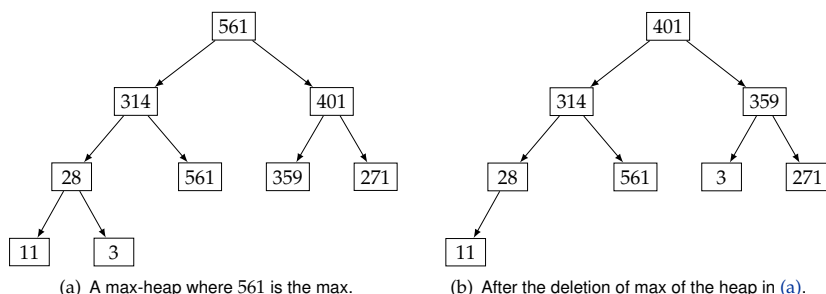 561 401
314 401 314 359
28 561 359 271 28 561 3 271
11 3 11
(a) A max-heap where 561 is the max. (b) After the deletion of max of the heap in (a).